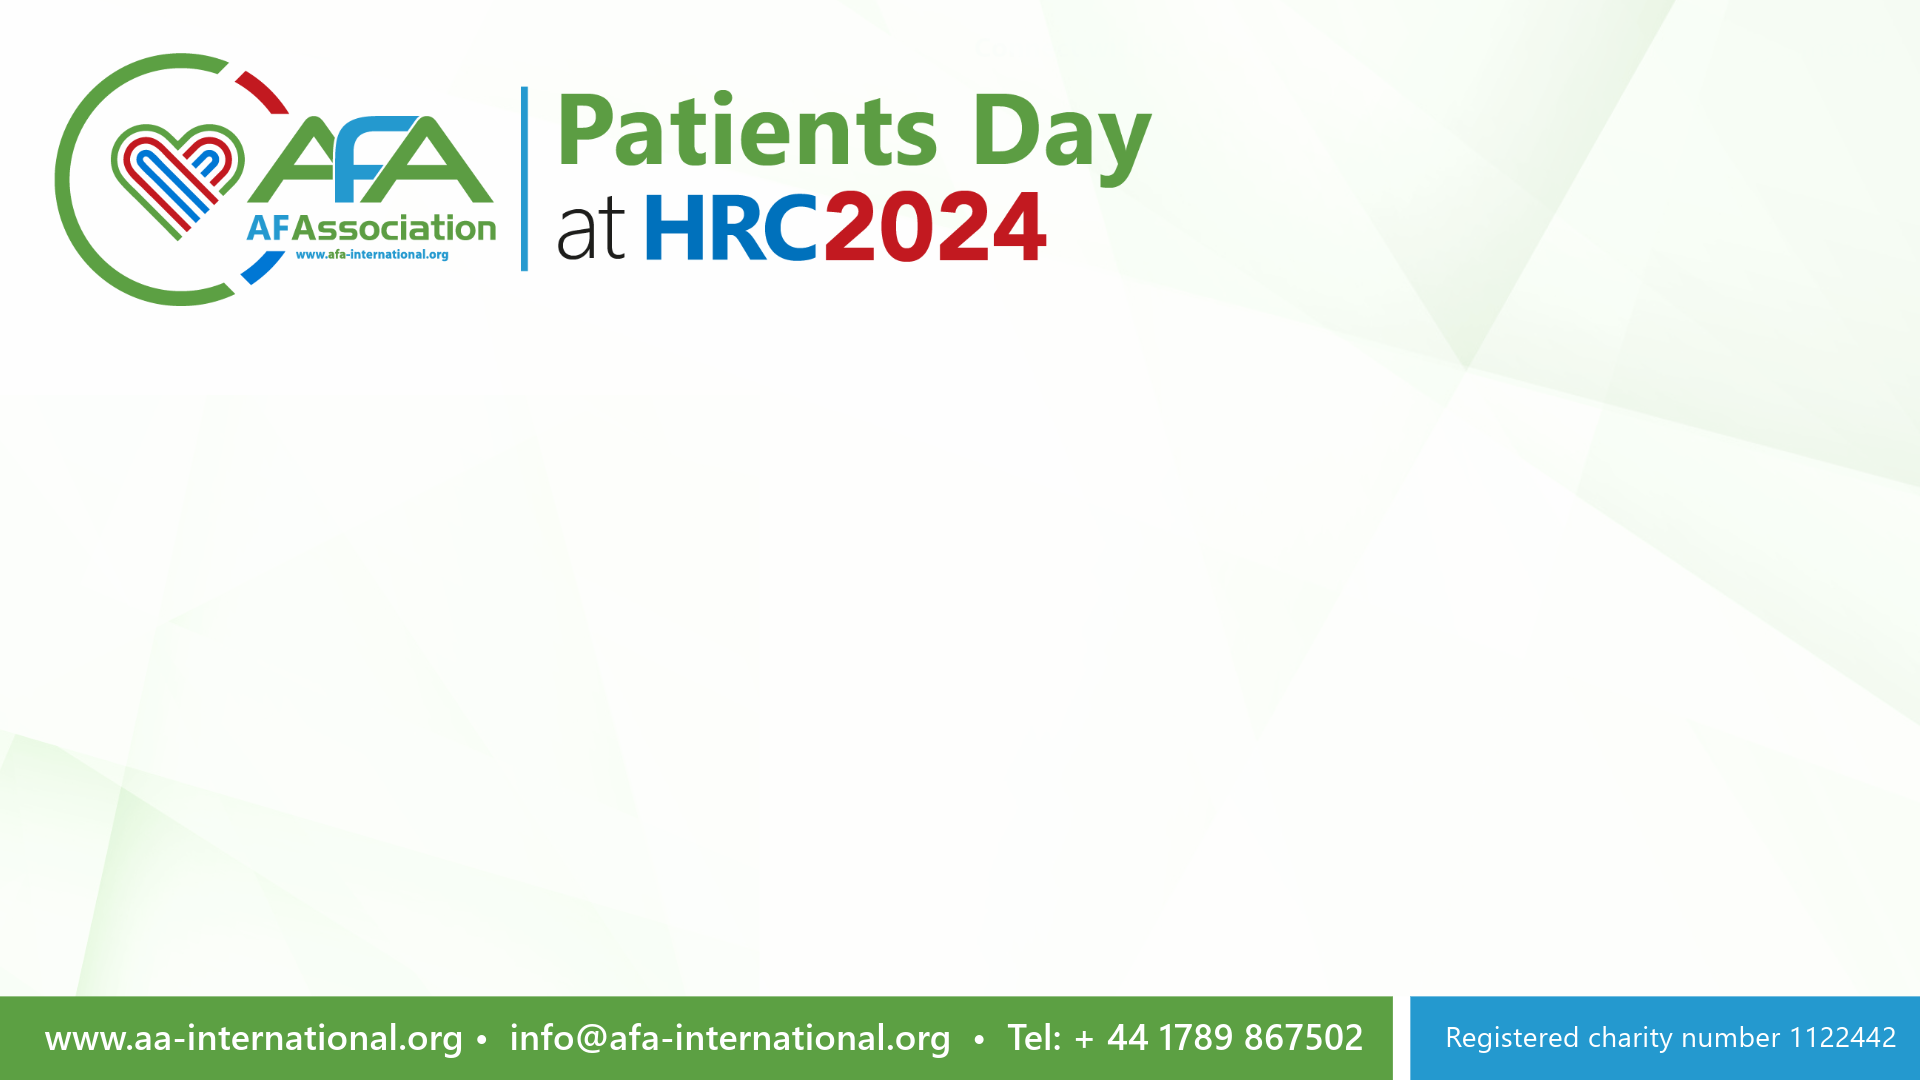 AFA
AFAssociation
www.afa-international.org
Patients Day
at HRC2024
www.aa-international.org • info@afa-international.org • Tel: + 44 1789 867502
Registered charity number 1122442